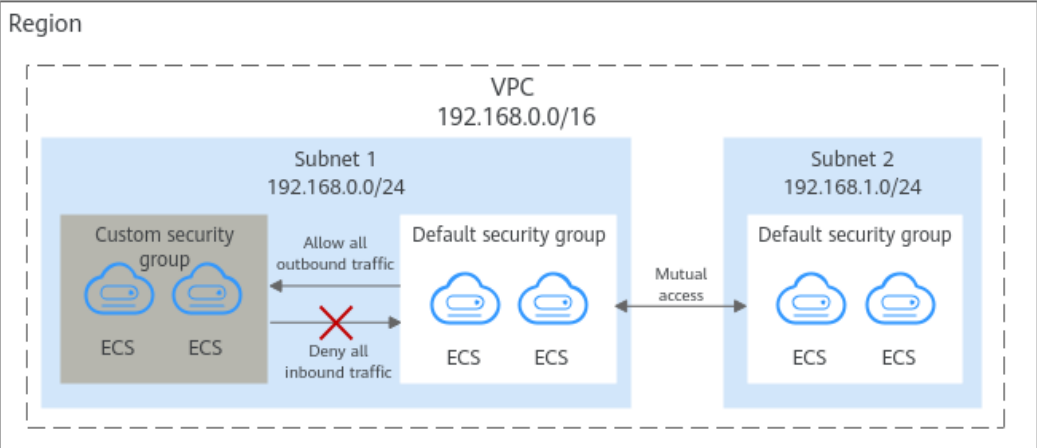 Region
VPC
192.168.0.0/16
Subnet 1
192.168.0.0/24
Custom security
group
ECS
ECS
Allow all
outbound traffic
Deny all
inbound traffic
Default security group
ECS
ECS
Mutual
access
Subnet 2
192.168.1.0/24
Default security group
ECS
ECS